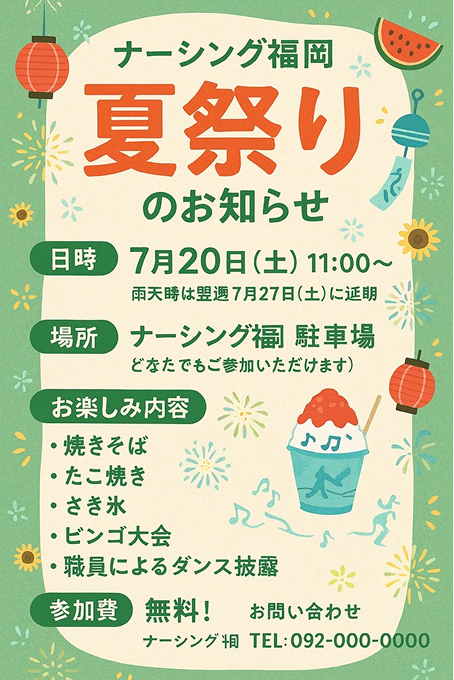 ナーシング福岡
夏祭り
のお知らせ
日時 7月20日（土） 11:00〜
雨天時は翌週7月27日（土）に延期
場所 ナーシング福 駐車場
どなたでもご参加いただけます）
お楽しみ内容
・焼きそば
・たこ焼き
・さき氷
・ビンゴ大会
・職員によるダンス披露
参加費 無料！
お問い合わせ
ナーシング TEL:092-000-0000